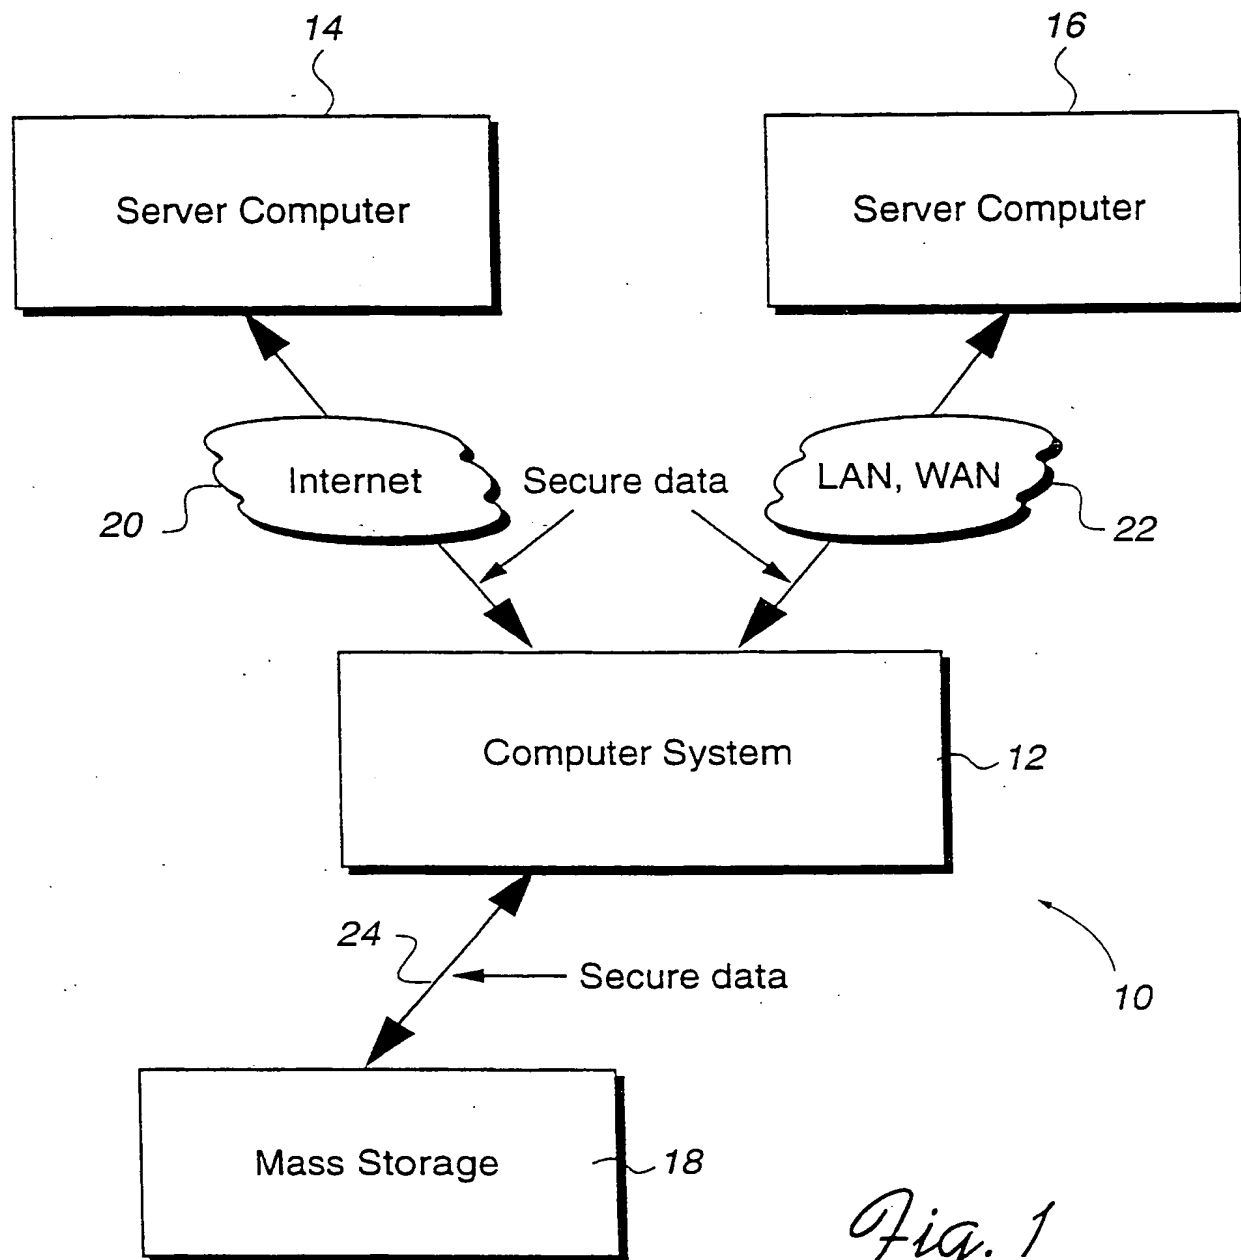 14
16
Server Computer
Server Computer
Internet
Secure data
LAN, WAN
20
22
Computer System
12
24
Secure data
10
Mass Storage
18
Fig. 1